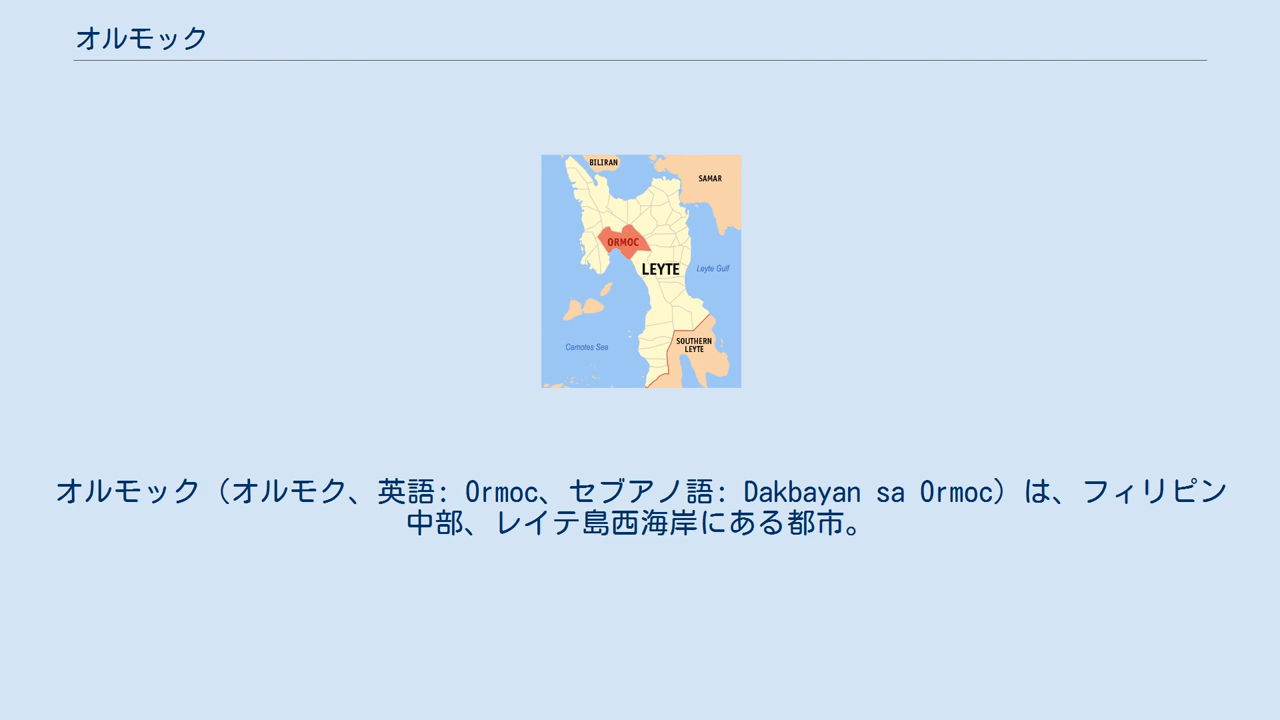 オルモック
BILIRAN
SAMAR
ORMOC
LEYTE
Leyte Gulf
SOUTHERN
LEYTE
Camotes Sea
オルモック（オルモク、英語: Ormoc、セブアノ語: Dakbayan sa Ormoc）は、フィリピン
中部、レイテ島西海岸にある都市。